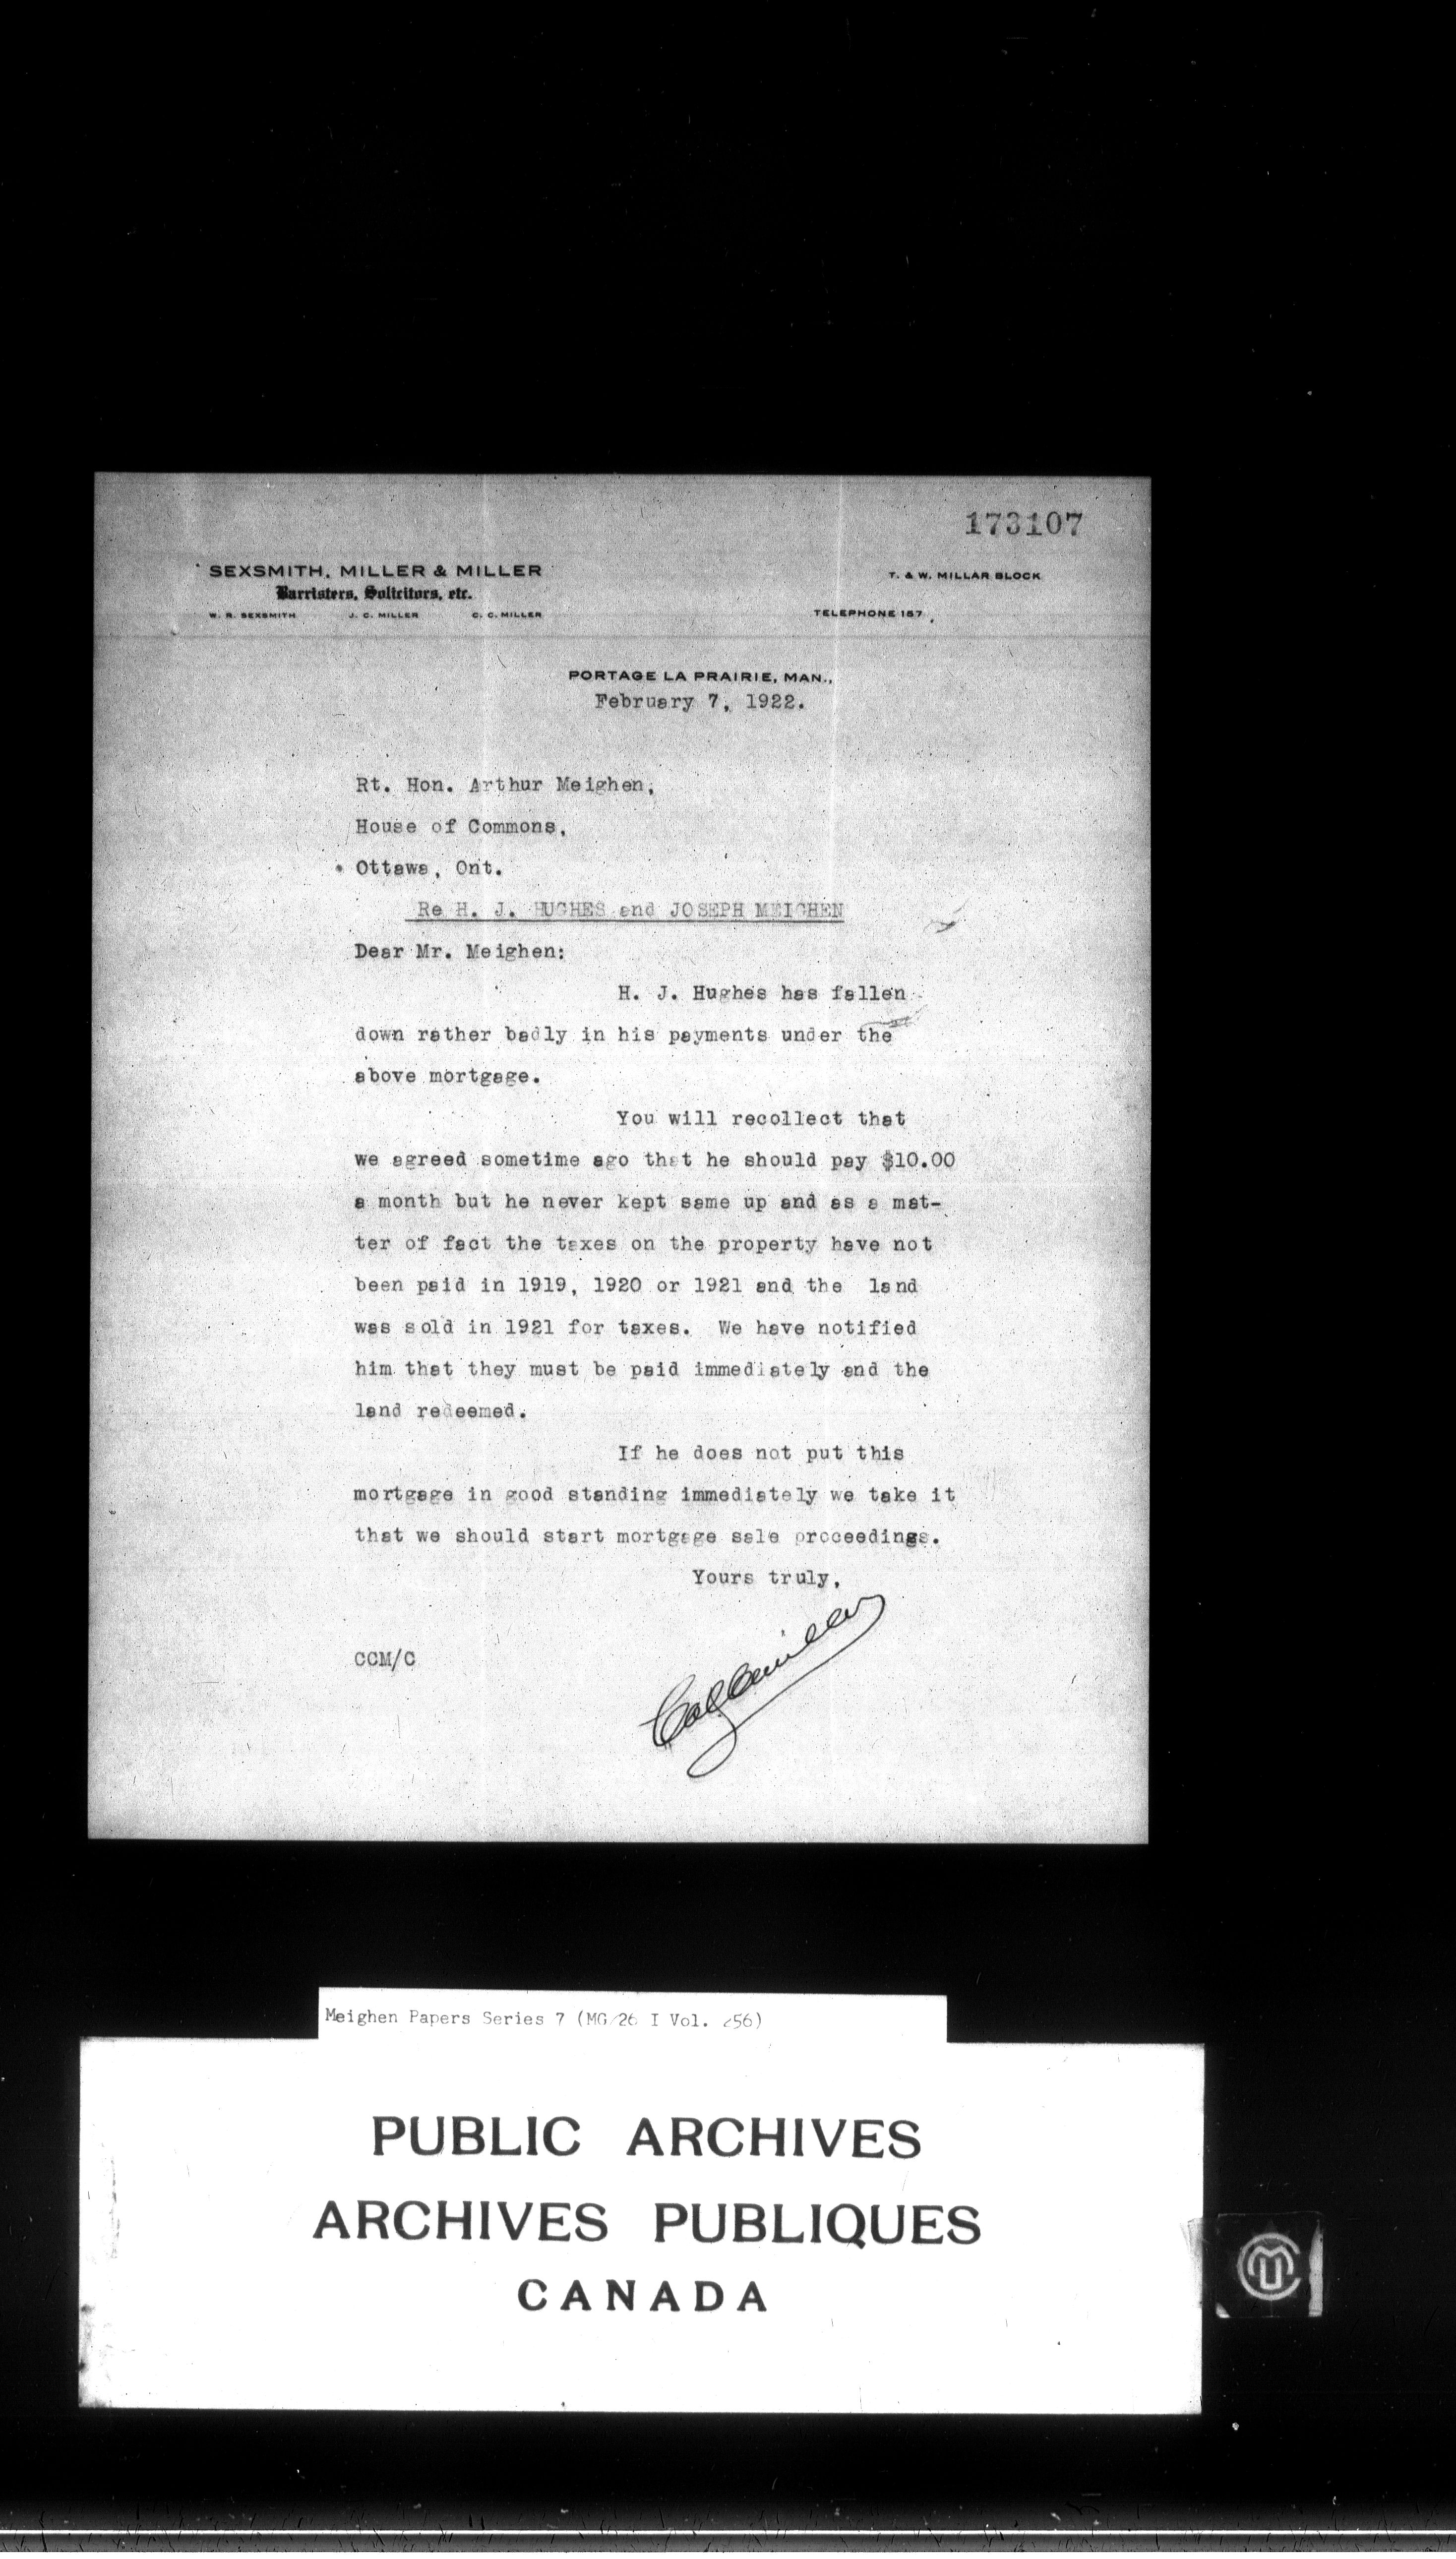 173107
SEXSMITH, MILLER & MILLER
Barristers, Solicitors, etc.
W. R. SEXSMITH J. C. MILLER C. C. MILLER
T. & W. MILLAR BLOCK
TELEPHONE 157
PORTAGE LA PRAIRIE, MAN.,
February 7, 1922.
Rt. Hon. Arthur Meighen,
House of Commons,
Ottawa, Ont.
Re H. J. HUGHES and JOSEPH MEIGHEN
Dear Mr. Meighen:
H. J. Hughes has fallen
down rather badly in his payments under the
above mortgage.
You will recollect that
we agreed sometime ago that he should pay $10.00
a month but he never kept same up and as a mat-
ter of fact the taxes on the property have not
been paid in 1919, 1920 or 1921 and the land
was sold in 1921 for taxes. We have notified
him that they must be paid immediately and the
land redeemed.
If he does not put this
mortgage in good standing immediately we take it
that we should start mortgage sale proceedings.
Yours truly,
CCM/C
Meighen Papers Series 7 (MG 26 I Vol. 256)
PUBLIC ARCHIVES
ARCHIVES PUBLIQUES
CANADA